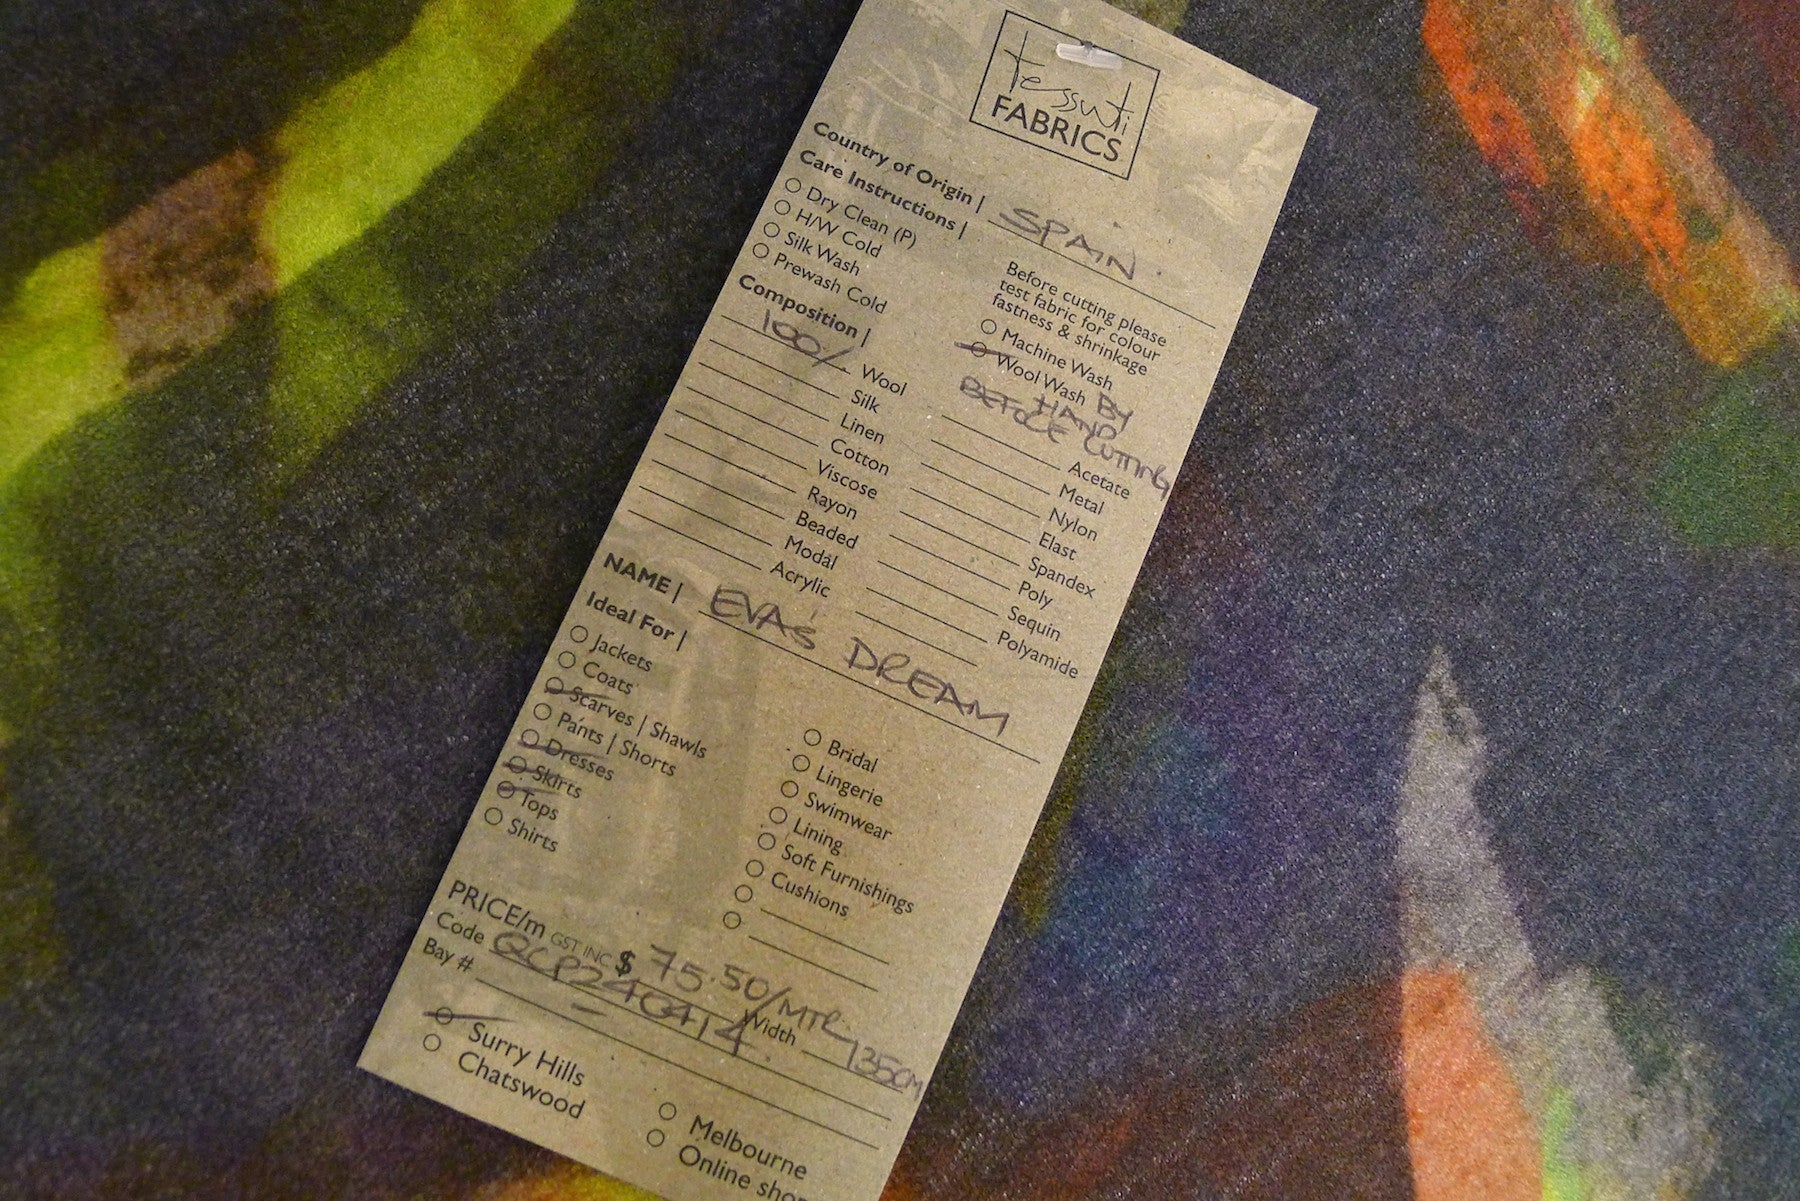 tessuti
FABRICS
Country of Origin | SPAIN
Care Instructions |
Dry Clean (P)
H/W Cold
Silk Wash
Prewash Cold
Before cutting please
test fabric for colour
fastness & shrinkage
Machine Wash
Wool Wash BY
HAND
BEFORE CUTTING
Composition |
100% Wool
Silk
Linen
Cotton
Viscose
Rayon
Beaded
Modal
Acrylic
Acetate
Metal
Nylon
Elast
Spandex
Poly
Sequin
Polyamide
NAME | EVA'S DREAM
Ideal For |
Jackets
Coats
Scarves | Shawls
Pants | Shorts
Dresses
Skirts
Tops
Shirts
Bridal
Lingerie
Swimwear
Lining
Soft Furnishings
Cushions
PRICE/m GST INC $ 75.50/MTR
Code Width 135CM
Bay #
Surry Hills
Chatswood
Melbourne
Online shop